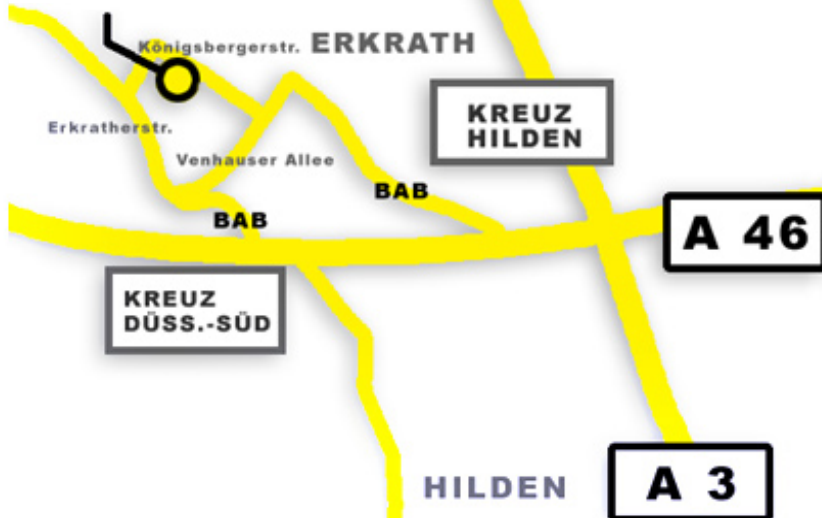 Königsbergerstr. ERKRATH
KREUZ
HILDEN
Erkratherstr.
Venhauser Allee
BAB
BAB
A 46
KREUZ
DÜSS.-SÜD
HILDEN
A 3